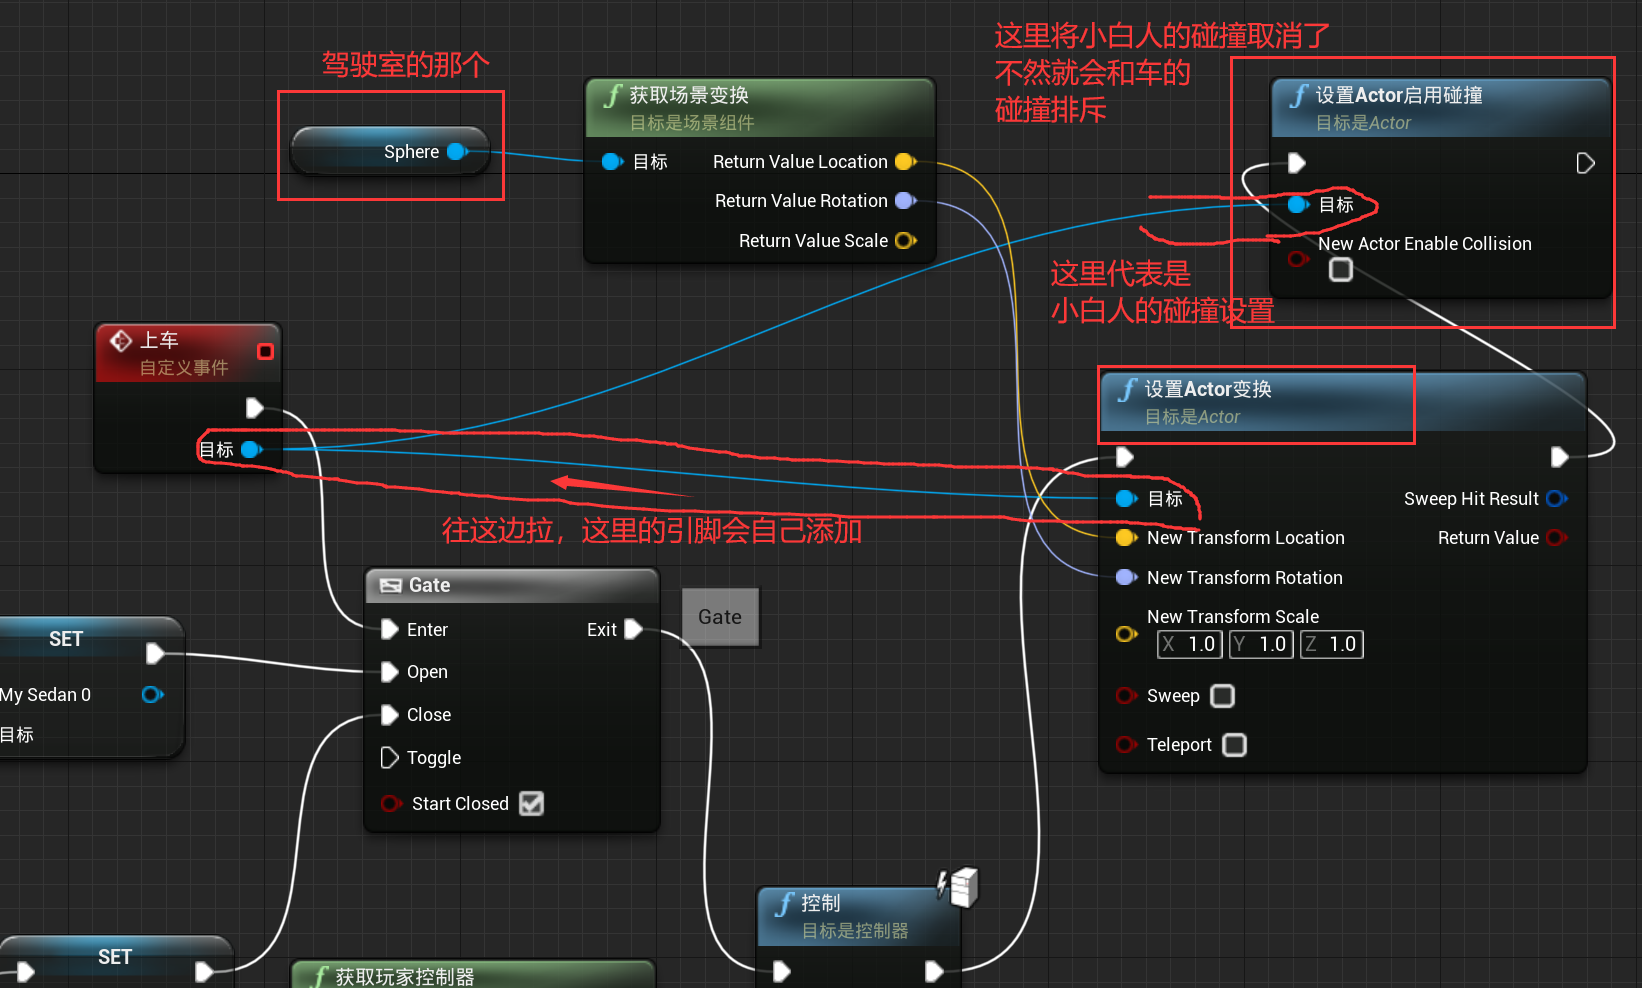 这里将小白人的碰撞取消了
不然就会和车的
碰撞排斥
驾驶室的那个
Sphere
获取场景变换
目标是场景组件
目标
Return Value Location
Return Value Rotation
Return Value Scale
设置Actor启用碰撞
目标是Actor
目标
New Actor Enable Collision
这里代表是
小白人的碰撞设置
上车
自定义事件
目标
设置Actor变换
目标是Actor
目标
Sweep Hit Result
New Transform Location
Return Value
New Transform Rotation
New Transform Scale
X 1.0 Y 1.0 Z 1.0
Sweep
Teleport
往这边拉，这里的引脚会自己添加
Gate
Enter
Exit
Open
Close
Toggle
Start Closed
Gate
SET
My Sedan 0
目标
SET
控制
目标是控制器
获取玩家控制器